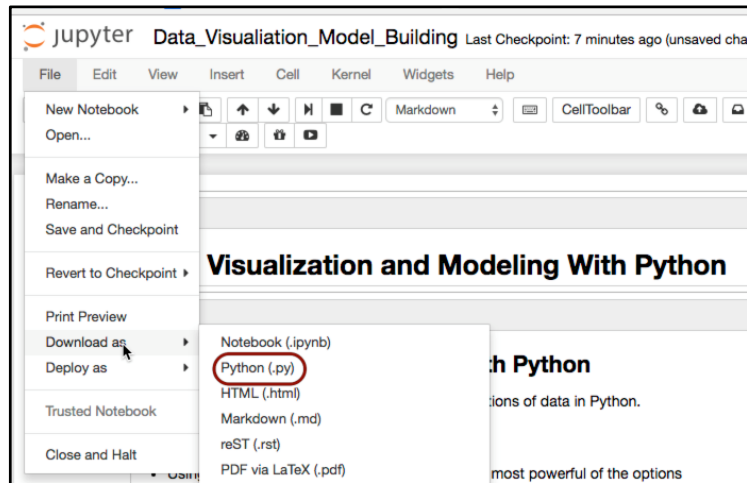 jupyter Data_Visualiation_Model_Building Last Checkpoint: 7 minutes ago (unsaved cha
File Edit View Insert Cell Kernel Widgets Help
New Notebook
Markdown
CellToolbar
Open...
Make a Copy...
Rename...
Save and Checkpoint
Revert to Checkpoint
Visualization and Modeling With Python
Print Preview
Download as
Notebook (.ipynb)
Deploy as
Python (.py)
th Python
HTML (.html)
tions of data in Python.
Trusted Notebook
Markdown (.md)
reST (.rst)
Close and Halt
PDF via LaTeX (.pdf)
most powerful of the options